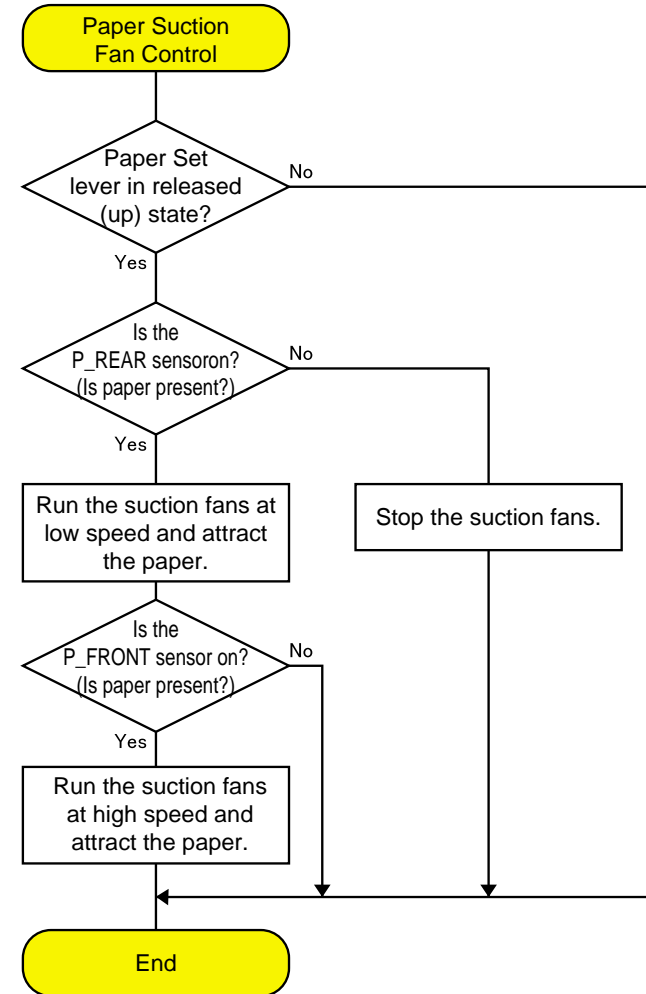 Paper Suction
Fan Control
Paper Set
lever in released
(up) state?
No
Yes
Is the
P_REAR sensoron?
(Is paper present?)
No
Yes
Run the suction fans at
low speed and attract
the paper.
Stop the suction fans.
Is the
P_FRONT sensor on?
(Is paper present?)
No
Yes
Run the suction fans
at high speed and
attract the paper.
End